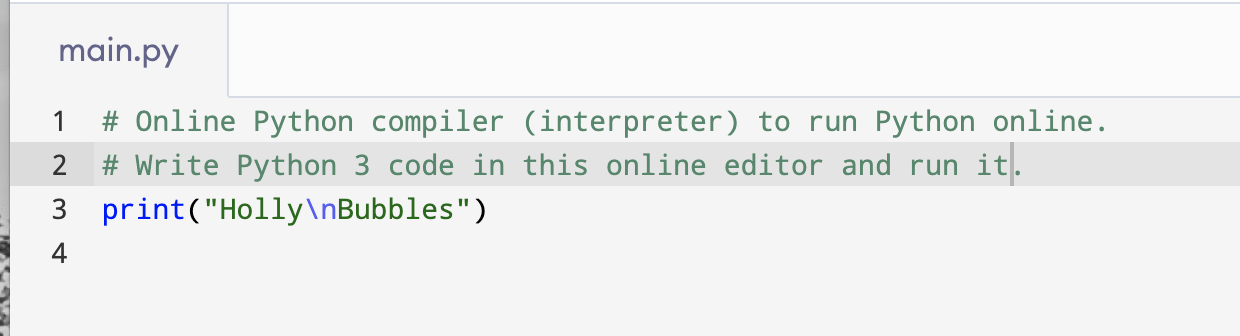 main.py
1 # Online Python compiler (interpreter) to run Python online.
2 # Write Python 3 code in this online editor and run it.
3 print("Holly\nBubbles")
4